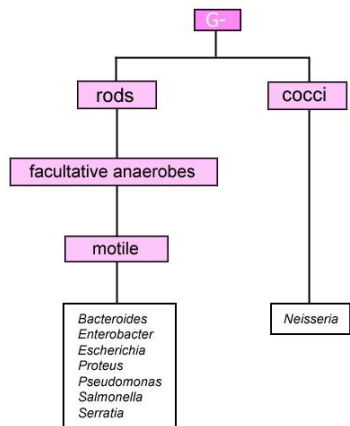 G-
rods
cocci
facultative anaerobes
motile
Bacteroides
Enterobacter
Escherichia
Proteus
Pseudomonas
Salmonella
Serratia
Neisseria